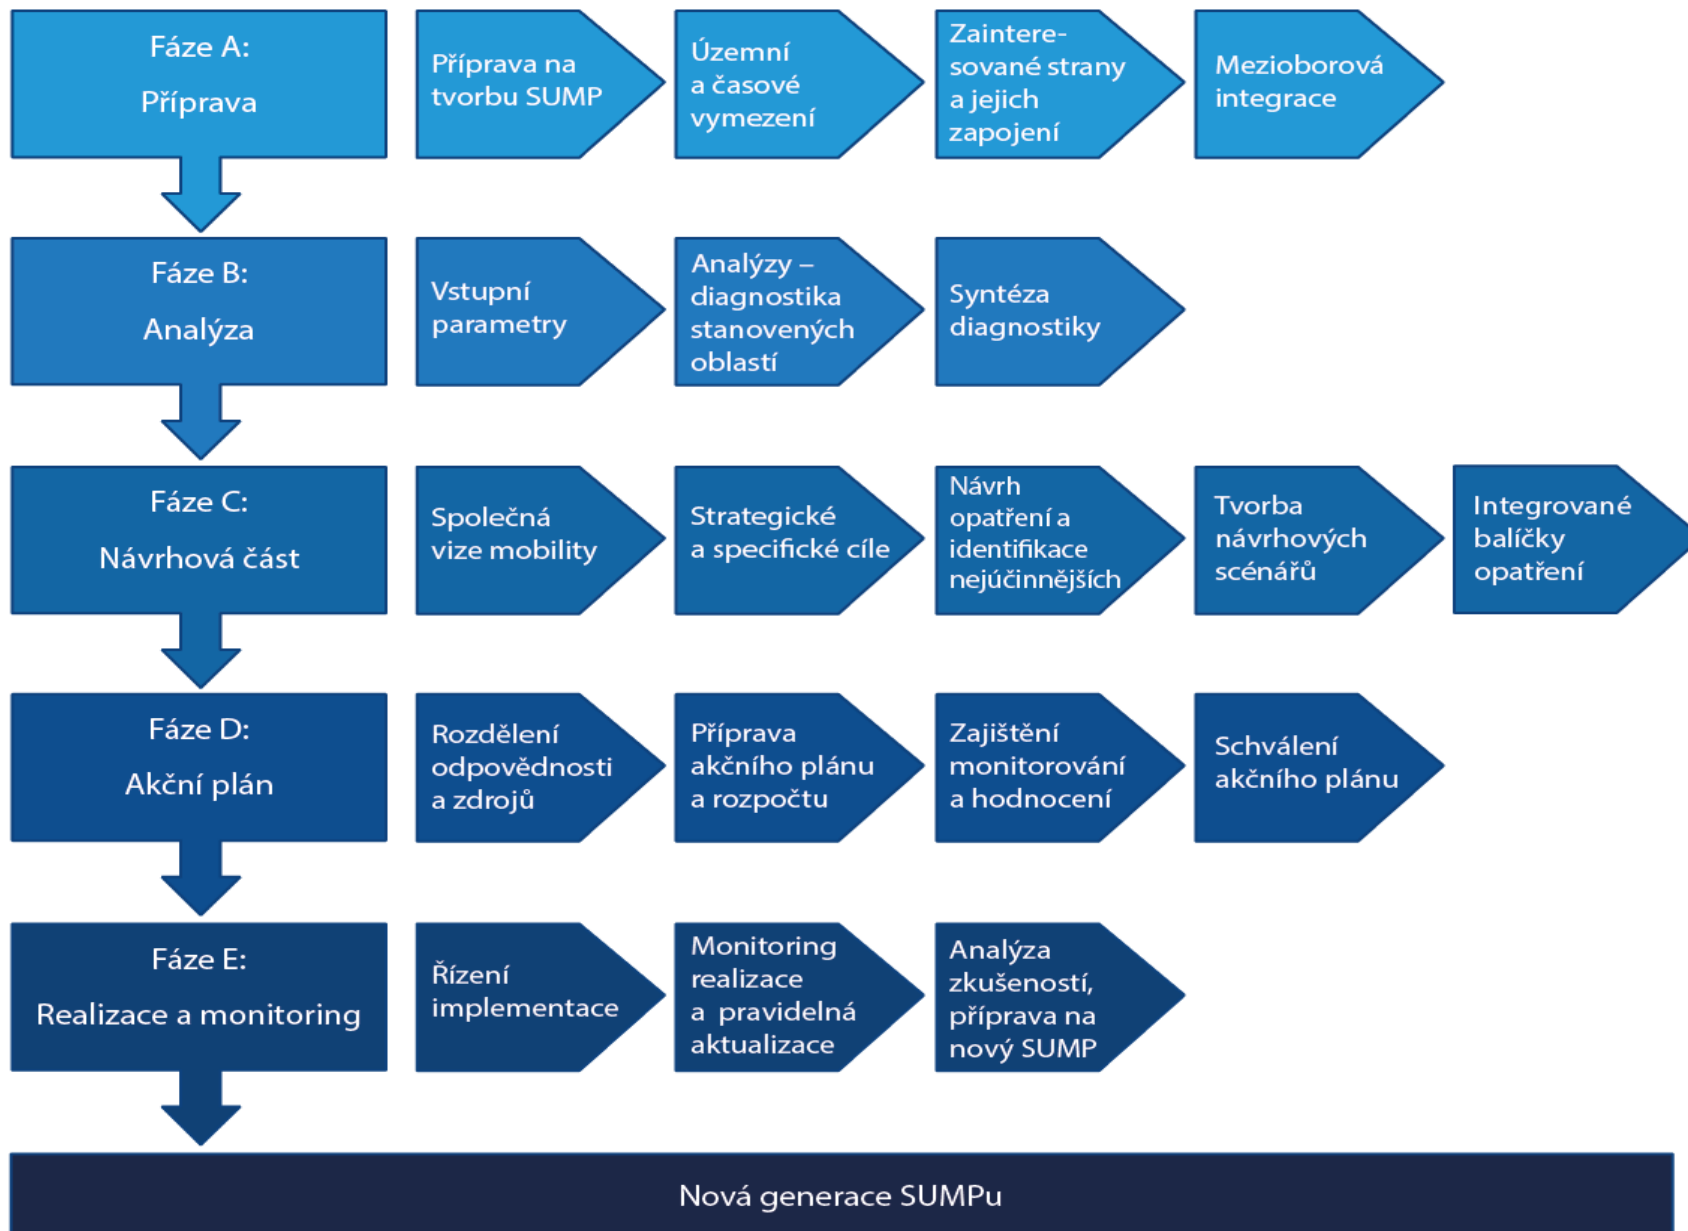 Fáze A:
Příprava
Příprava na
tvorbu SUMP
Územní
a časové
vymezení
Zaintere-
sované strany
a jejich
zapojení
Mezioborová
integrace
Fáze B:
Analýza
Vstupní
parametry
Analýzy –
diagnostika
stanovených
oblastí
Syntéza
diagnostiky
Fáze C:
Návrhová část
Společná
vize mobility
Strategické
a specifické cíle
Návrh
opatření a
identifikace
nejúčinnějších
Tvorba
návrhových
scénářů
Integrované
balíčky
opatření
Fáze D:
Akční plán
Rozdělení
odpovědnosti
a zdrojů
Příprava
akčního plánu
a rozpočtu
Zajištění
monitorování
a hodnocení
Schválení
akčního plánu
Fáze E:
Realizace a monitoring
Řízení
implementace
Monitoring
realizace
a pravidelná
aktualizace
Analýza
zkušeností,
příprava na
nový SUMP
Nová generace SUMPu